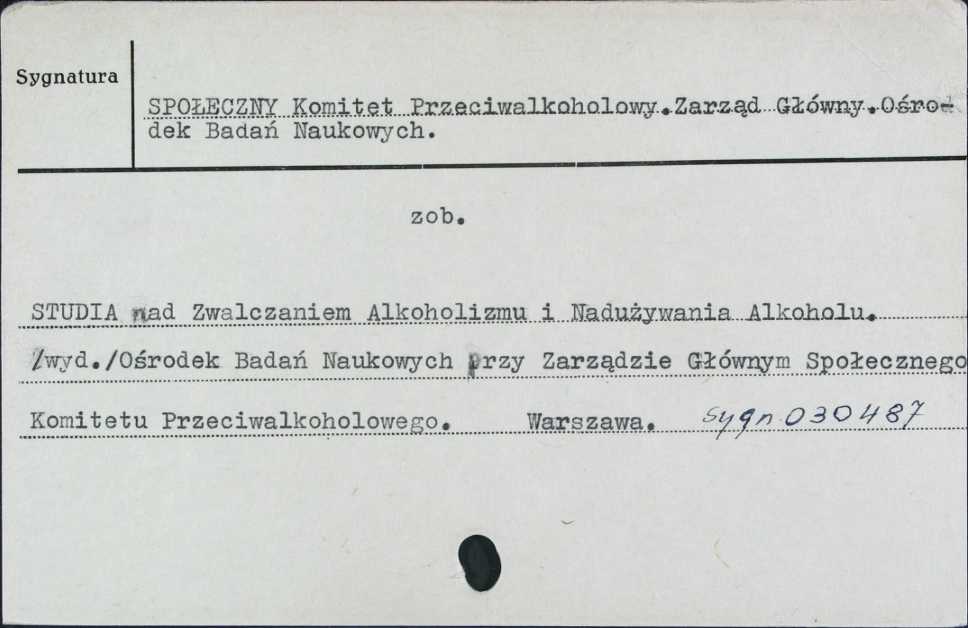 Sygnatura
SPOŁECZNY Komitet Przeciwalkoholowy.Zarząd Główny.Ośro-
dek Badań Naukowych.
zob.
STUDIA nad Zwalczaniem Alkoholizmu i Nadużywania Alkoholu.
/wyd./Ośrodek Badań Naukowych przy Zarządzie Głównym Społecznego
Komitetu Przeciwalkoholowego. Warszawa. sygn. 030487